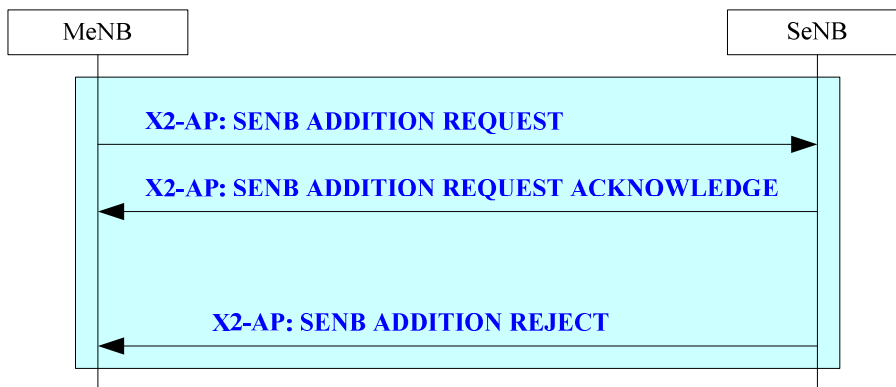 MeNB
SeNB
X2-AP: SENB ADDITION REQUEST
X2-AP: SENB ADDITION REQUEST ACKNOWLEDGE
X2-AP: SENB ADDITION REJECT